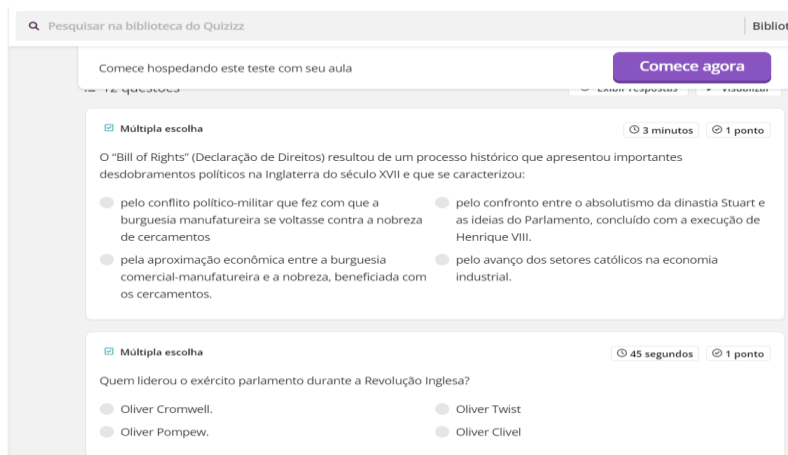 Pesquisar na biblioteca do Quizizz
Bibliot
Comece hospedando este teste com seu aula
Comece agora
12 questões
Exibir respostas
Visualizar
Múltipla escolha
3 minutos
1 ponto
O “Bill of Rights” (Declaração de Direitos) resultou de um processo histórico que apresentou importantes
desdobramentos políticos na Inglaterra do século XVII e que se caracterizou:
pelo conflito político-militar que fez com que a
burguesia manufatureira se voltasse contra a nobreza
de cercamentos
pelo confronto entre o absolutismo da dinastia Stuart e
as ideias do Parlamento, concluído com a execução de
Henrique VIII.
pela aproximação econômica entre a burguesia
comercial-manufatureira e a nobreza, beneficiada com
os cercamentos.
pelo avanço dos setores católicos na economia
industrial.
Múltipla escolha
45 segundos
1 ponto
Quem liderou o exército parlamento durante a Revolução Inglesa?
Oliver Cromwell.
Oliver Twist
Oliver Pompew.
Oliver Clivel